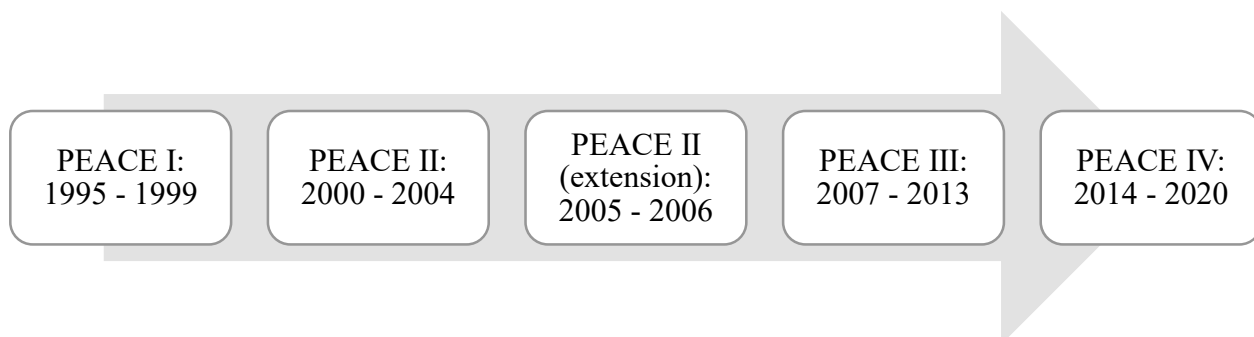 PEACE I:
1995 - 1999
PEACE II:
2000 - 2004
PEACE II
(extension):
2005 - 2006
PEACE III:
2007 - 2013
PEACE IV:
2014 - 2020